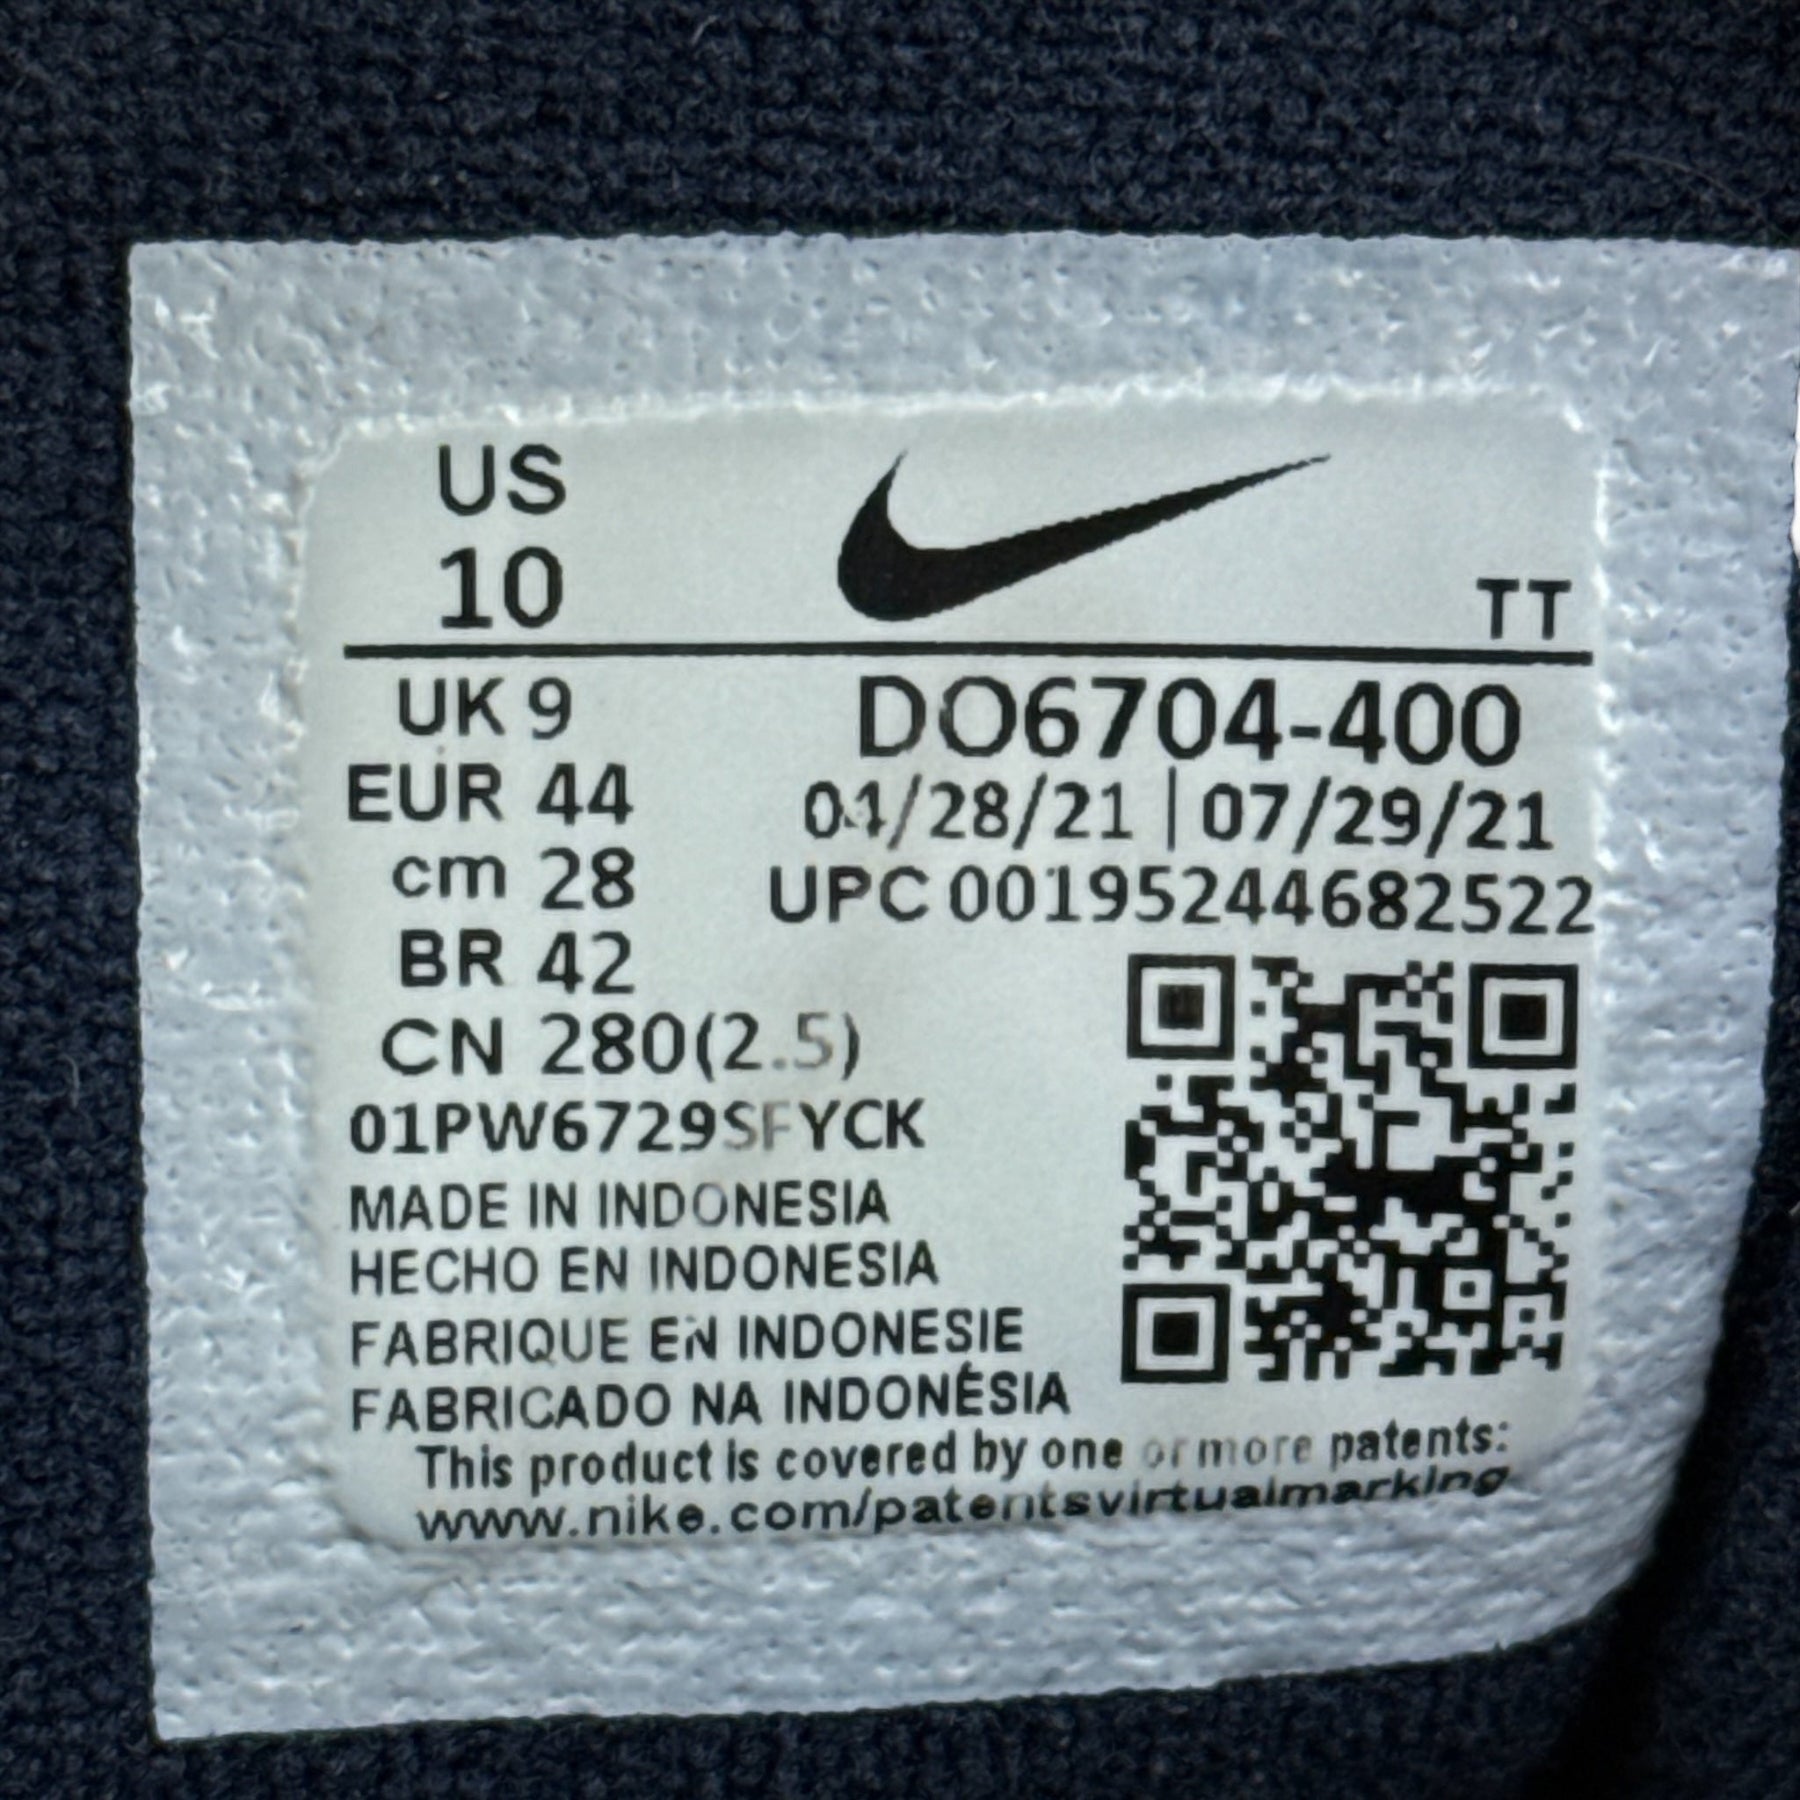 US
10
TT
UK 9
DO6704-400
EUR 44
04/28/21 | 07/29/21
cm 28
UPC 00195244682522
BR 42
CN 280(2.5)
01PW6729SFYCK
MADE IN INDONESIA
HECHO EN INDONESIA
FABRIQUE EN INDONESIE
FABRICADO NA INDONÉSIA
This product is covered by one or more patents:
www.nike.com/patentsvirtualmarking